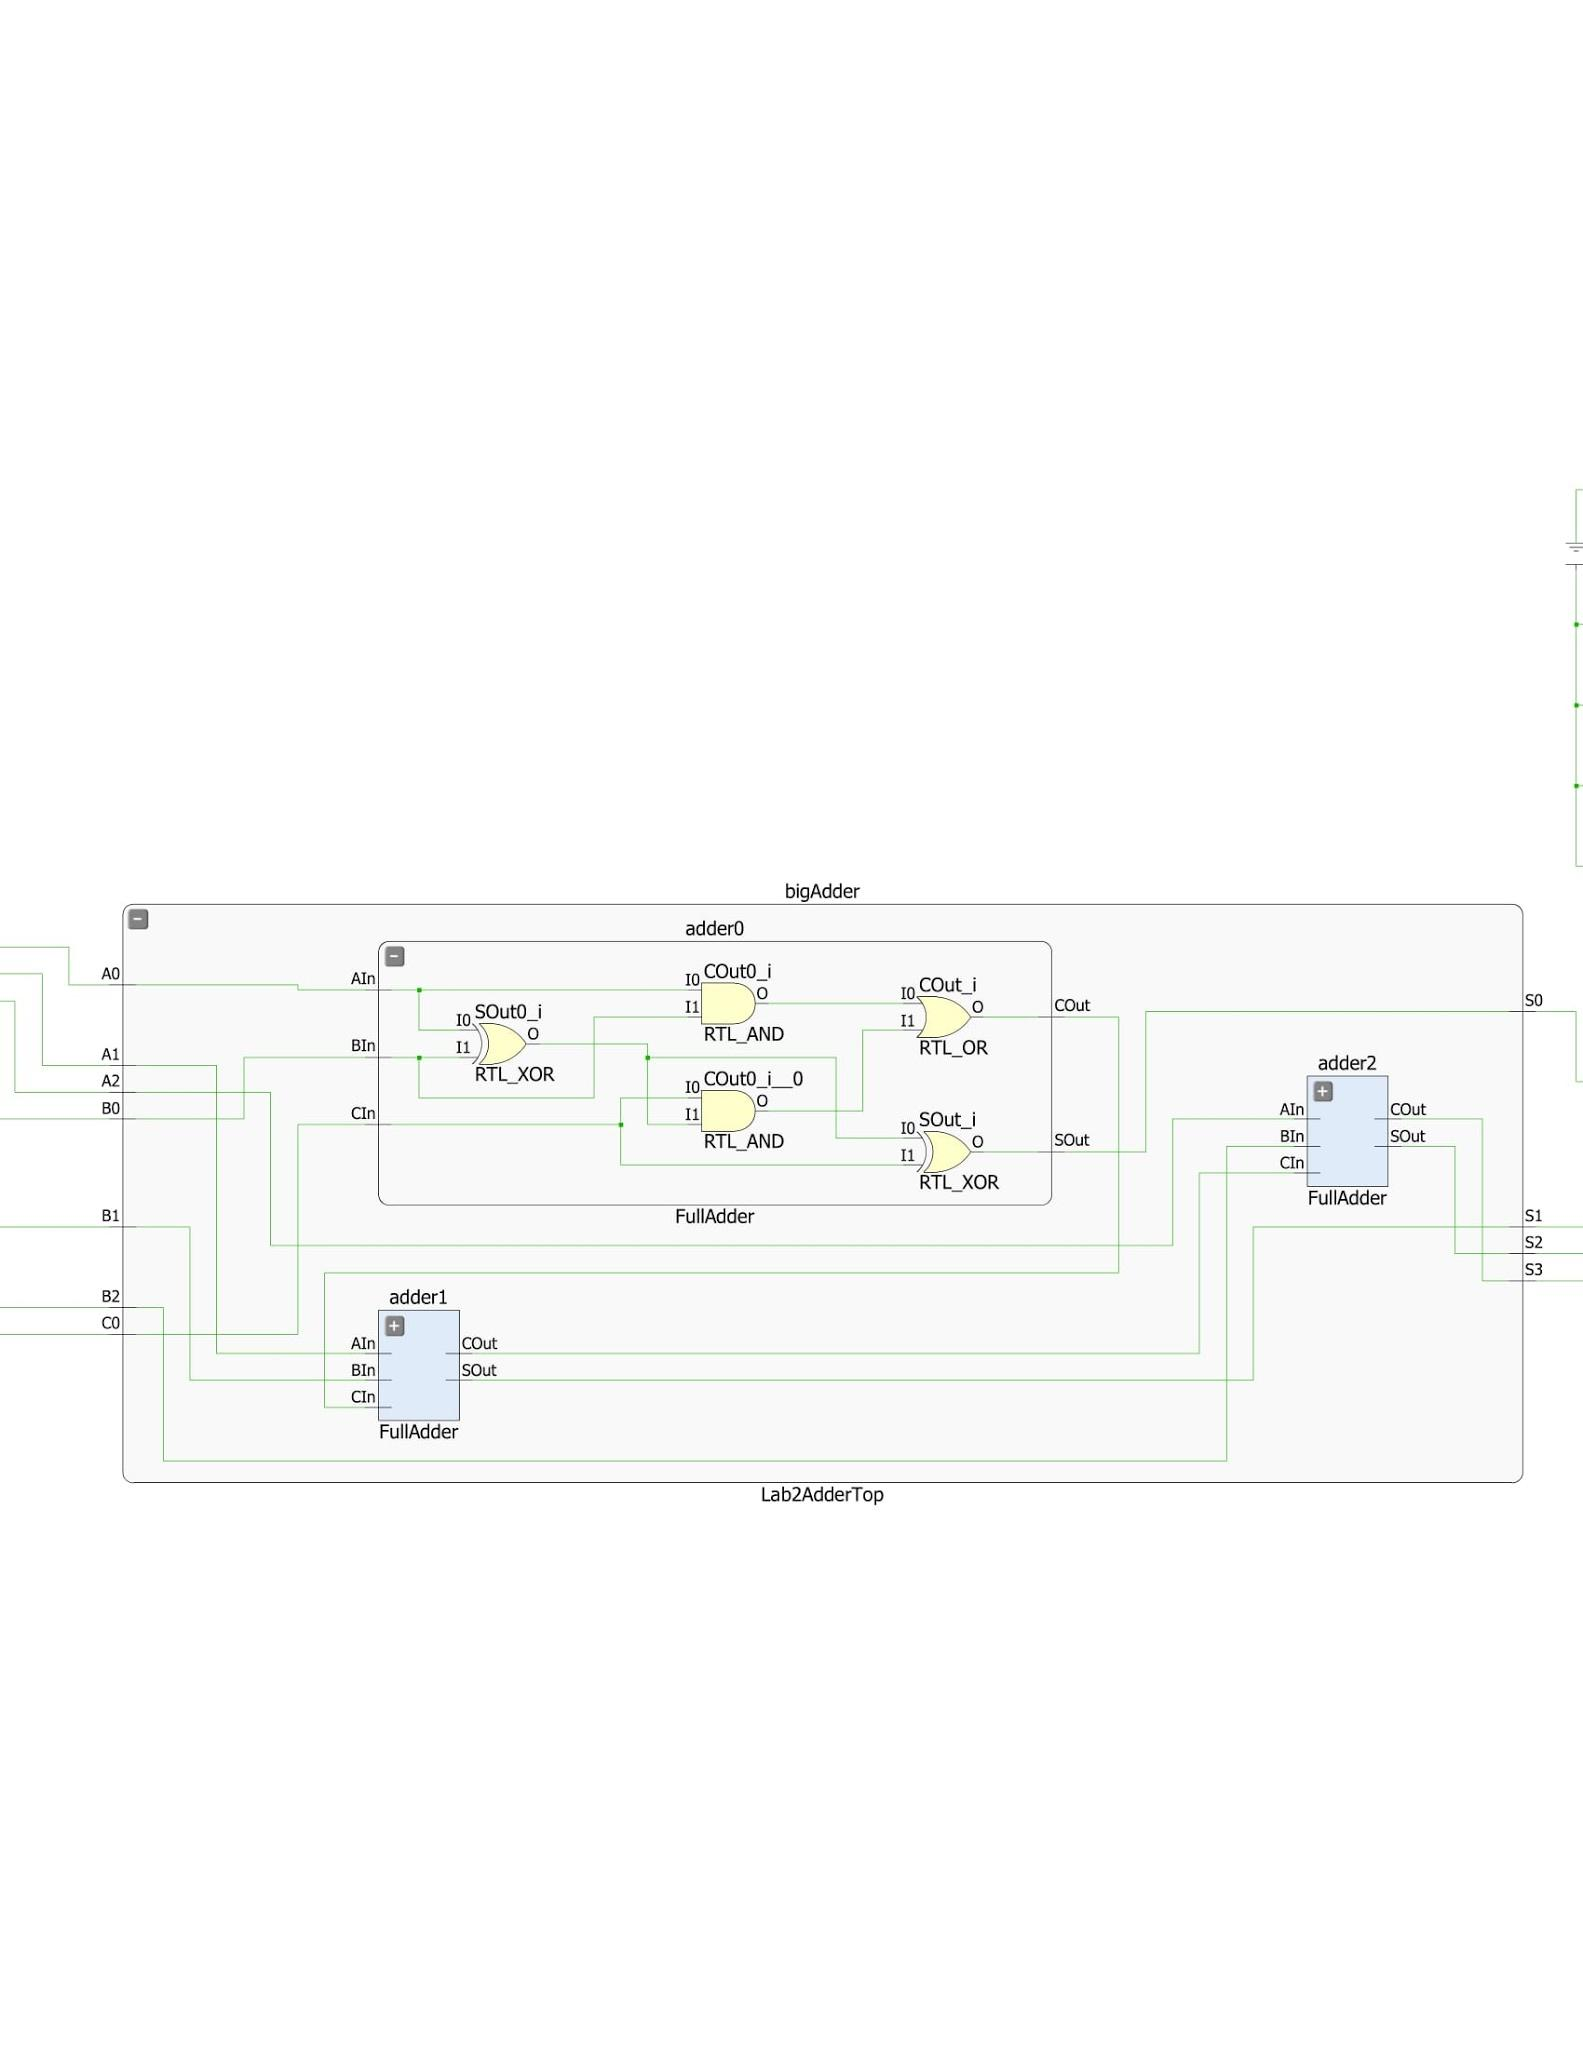 bigAdder
adder0
A0
AIn
I0
COut0_i
O
I1
RTL_AND
COut_i
I0
O
I1
RTL_OR
COut
S0
SOut0_i
I0
O
I1
RTL_XOR
BIn
A1
A2
B0
COut0_i__0
I0
O
I1
RTL_AND
CIn
SOut_i
I0
O
I1
RTL_XOR
SOut
FullAdder
adder2
AIn
COut
BIn
SOut
CIn
FullAdder
B1
S1
S2
S3
B2
C0
adder1
AIn
COut
BIn
SOut
CIn
FullAdder
Lab2AdderTop